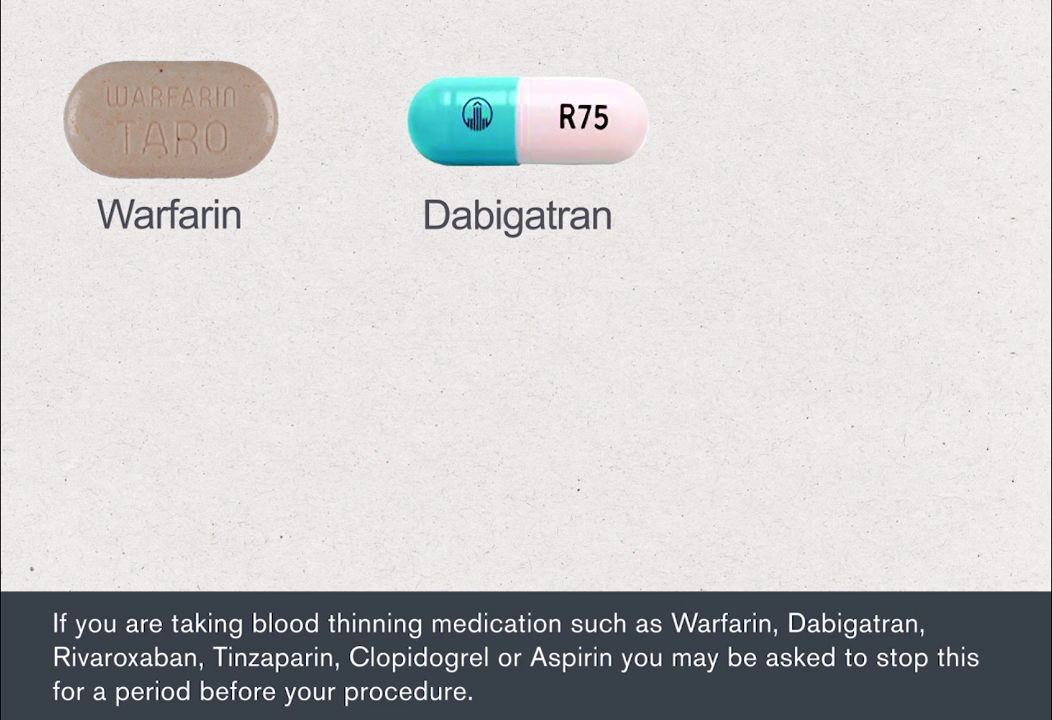 WARFARIN
TARO
R75
Warfarin
Dabigatran
If you are taking blood thinning medication such as Warfarin, Dabigatran,
Rivaroxaban, Tinzaparin, Clopidogrel or Aspirin you may be asked to stop this
for a period before your procedure.